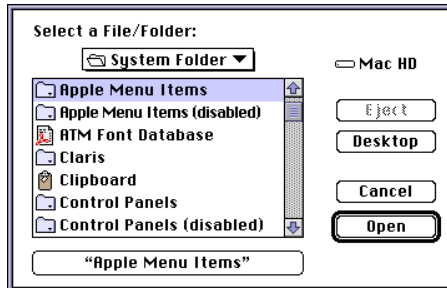 Select a File/Folder:
System Folder
Mac HD
Apple Menu Items
Apple Menu Items (disabled)
ATM Font Database
Claris
Clipboard
Control Panels
Control Panels (disabled)
Eject
Desktop
Cancel
Open
“Apple Menu Items”